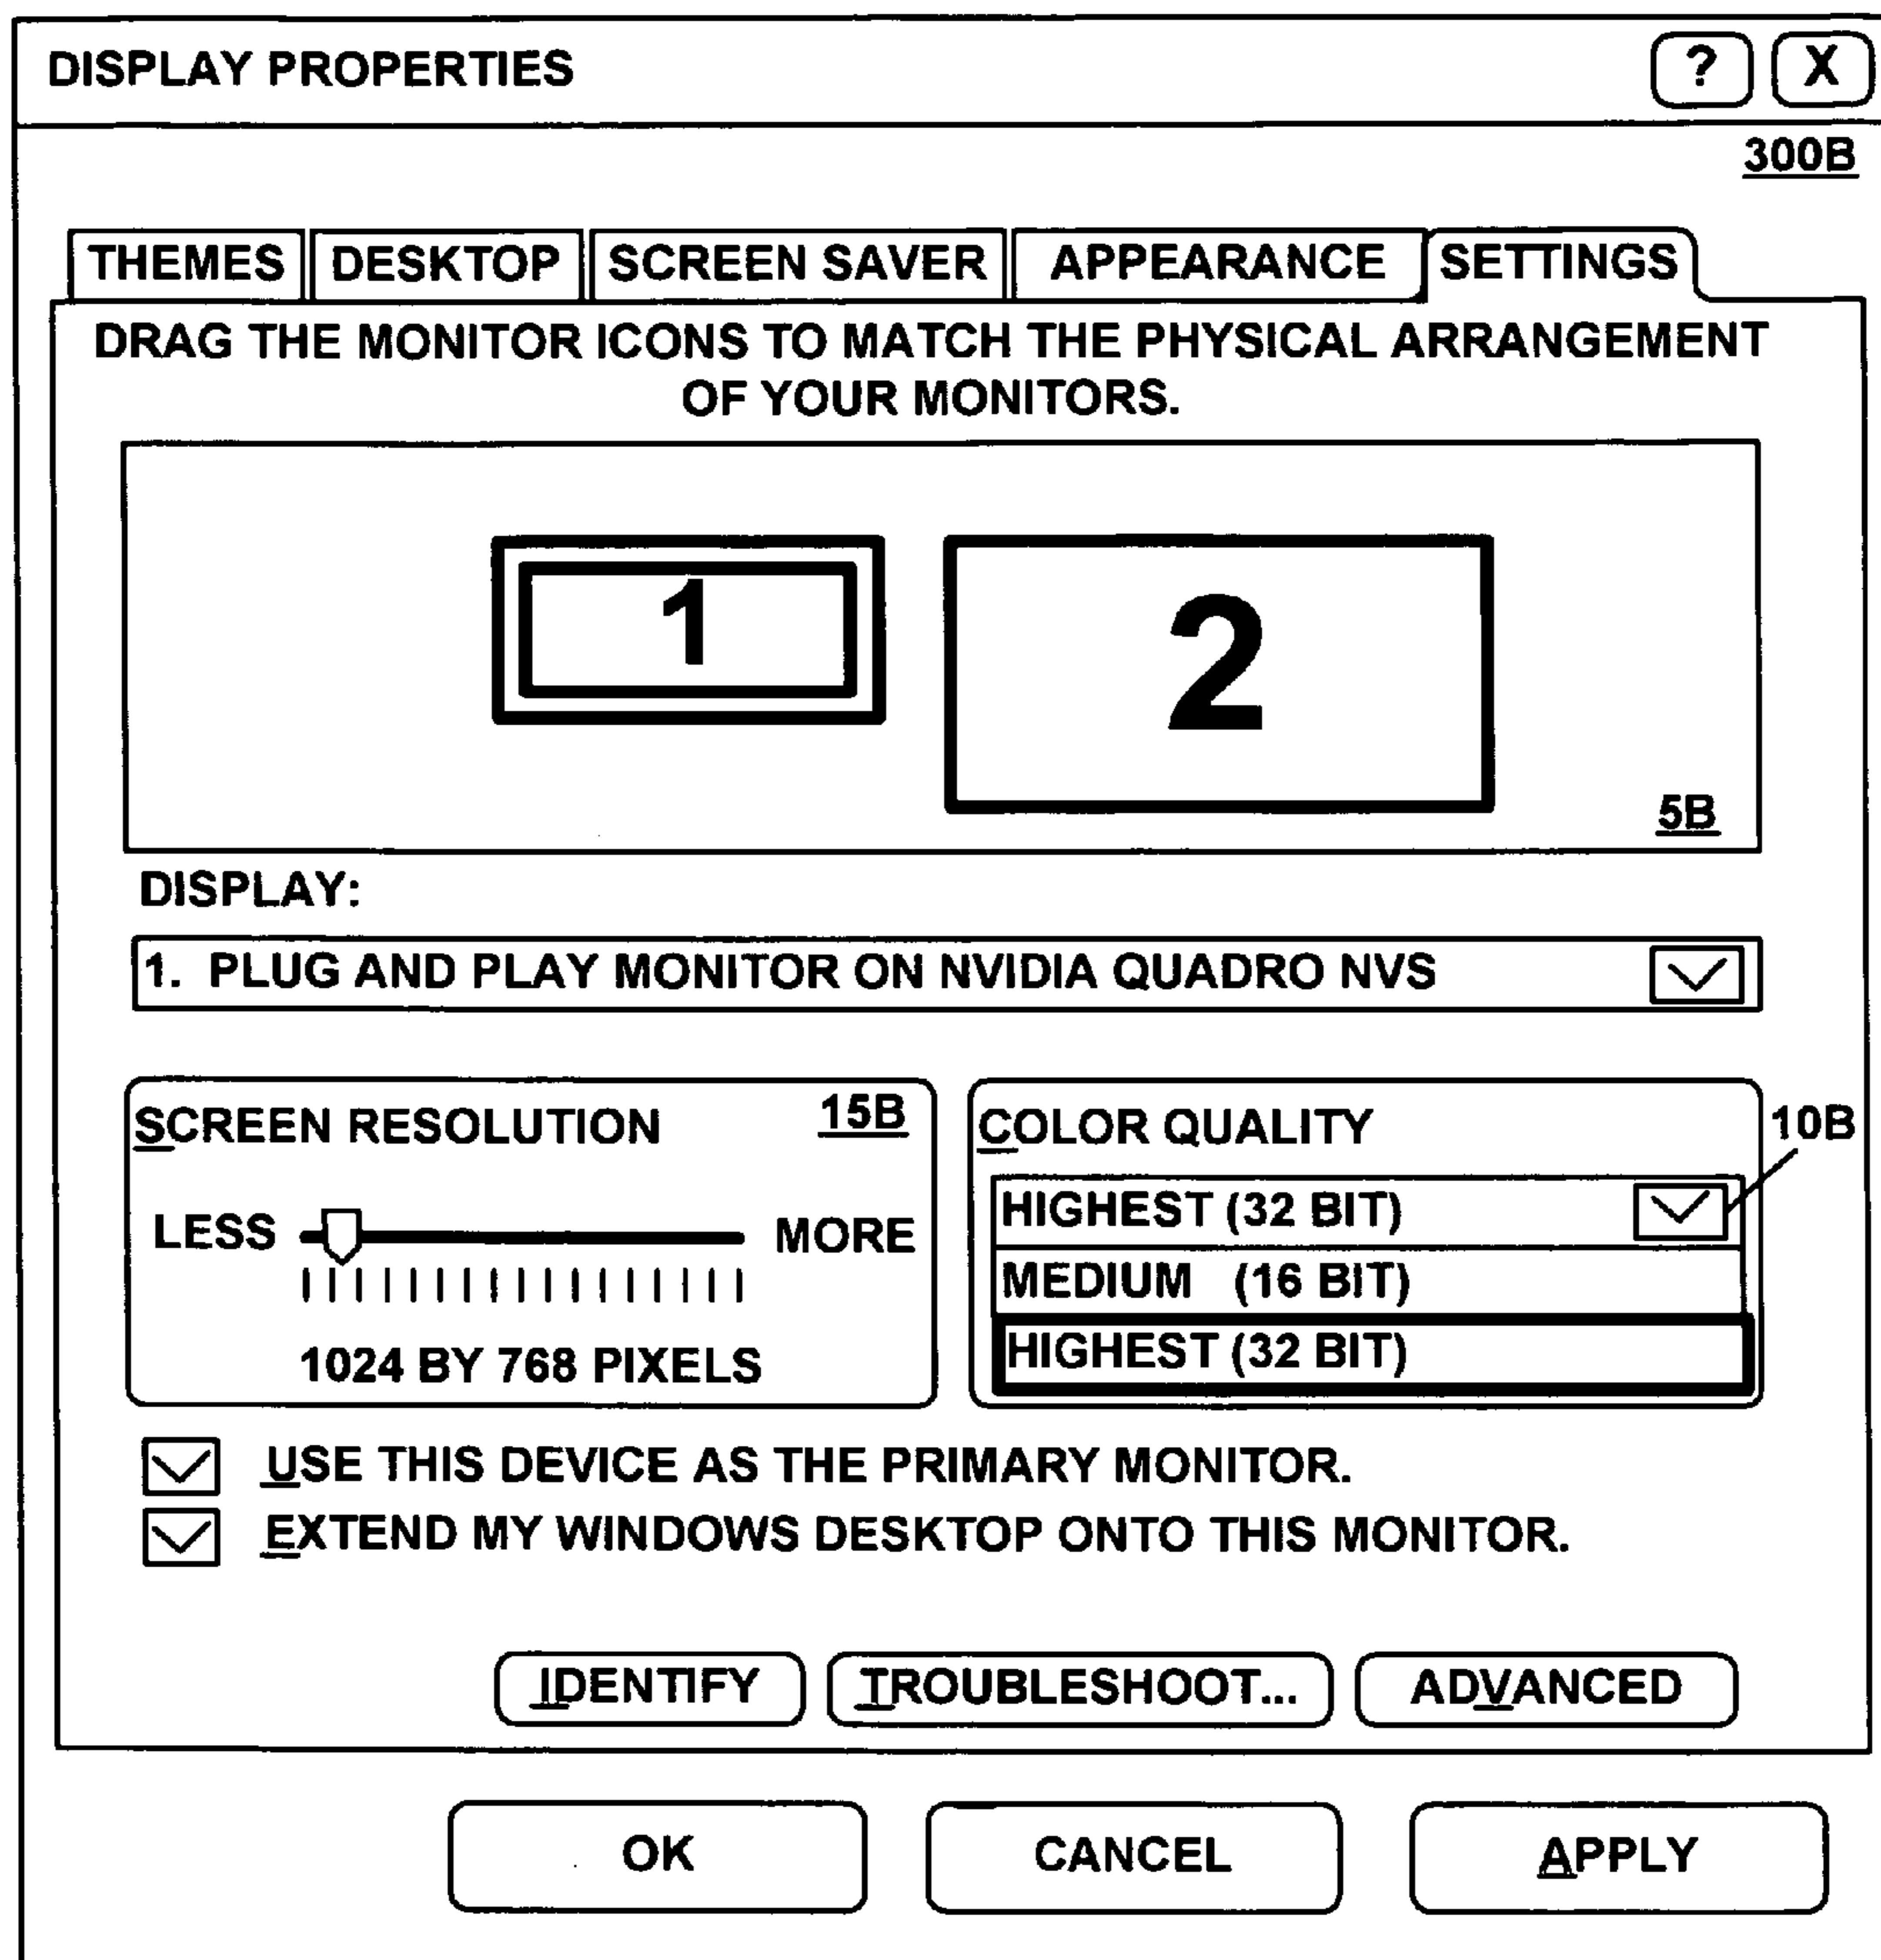 DISPLAY PROPERTIES ? X
300B
THEMES DESKTOP SCREEN SAVER APPEARANCE SETTINGS
DRAG THE MONITOR ICONS TO MATCH THE PHYSICAL ARRANGEMENT
OF YOUR MONITORS.
1 2
5B
DISPLAY:
1. PLUG AND PLAY MONITOR ON NVIDIA QUADRO NVS
SCREEN RESOLUTION 15B
LESS MORE
1024 BY 768 PIXELS
COLOR QUALITY 10B
HIGHEST (32 BIT)
MEDIUM (16 BIT)
HIGHEST (32 BIT)
USE THIS DEVICE AS THE PRIMARY MONITOR.
EXTEND MY WINDOWS DESKTOP ONTO THIS MONITOR.
IDENTIFY TROUBLESHOOT... ADVANCED
OK CANCEL APPLY